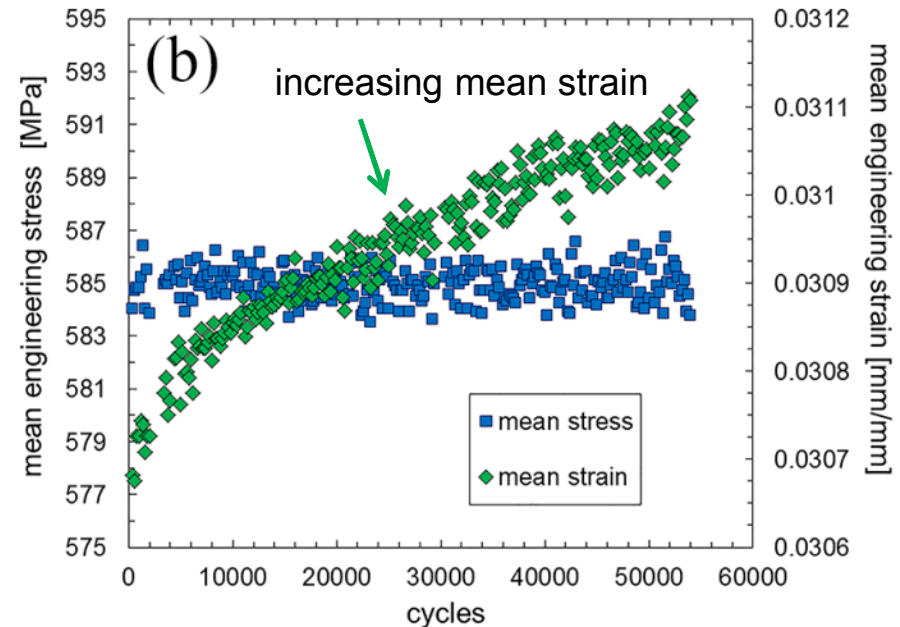 (b)
increasing mean strain
mean engineering stress [MPa]
595
593
591
589
587
585
583
581
579
577
575
mean engineering strain [mm/mm]
0.0312
0.0311
0.031
0.0309
0.0308
0.0307
0.0306
mean stress
mean strain
0 10000 20000 30000 40000 50000 60000
cycles